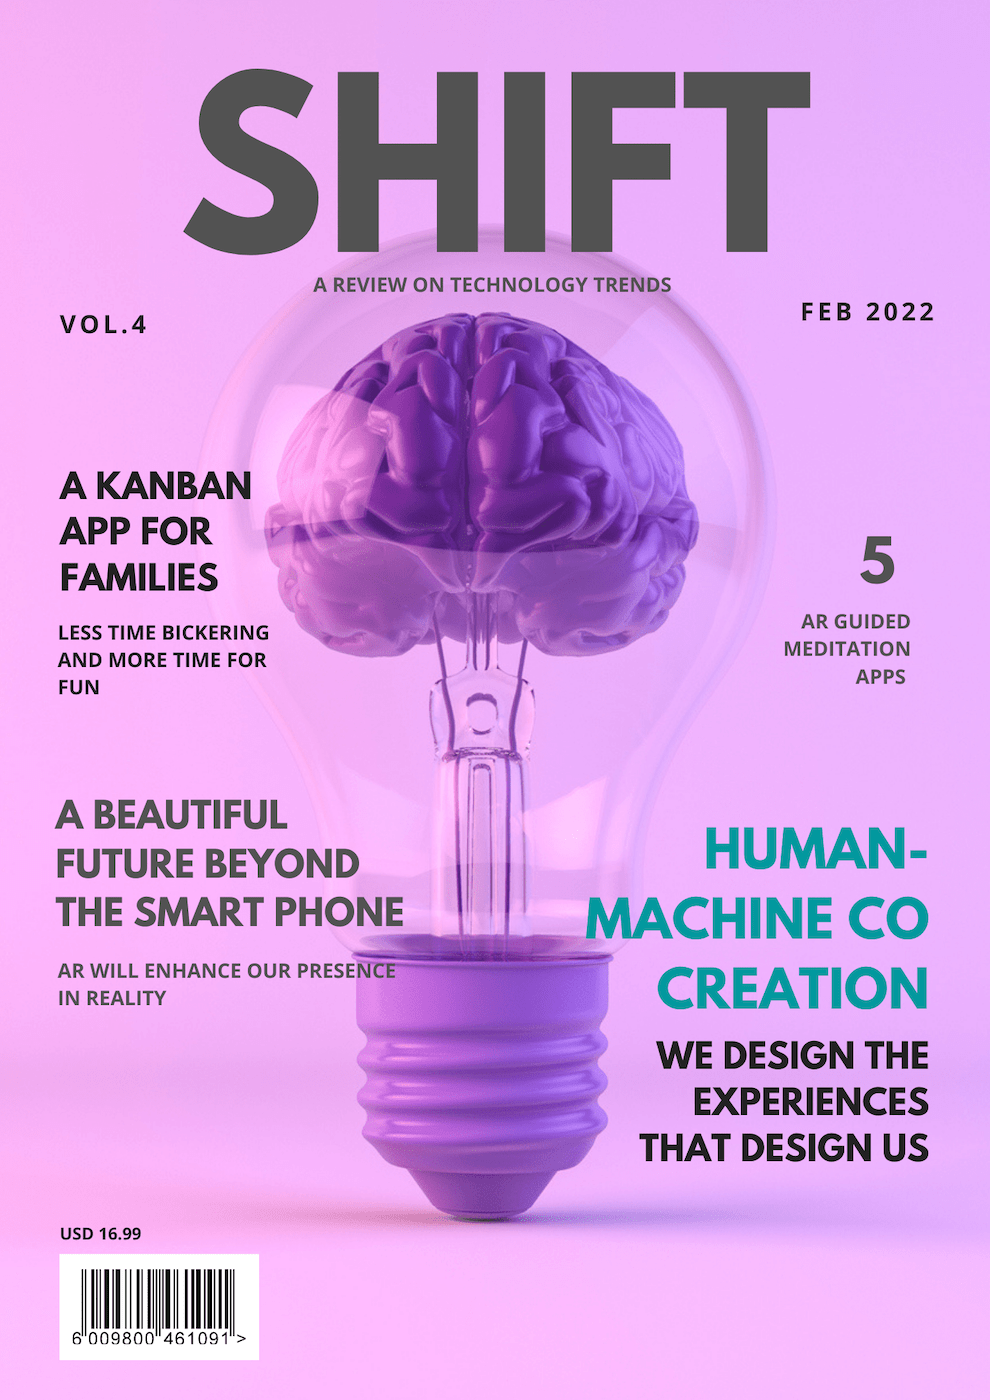 SHIFT
A REVIEW ON TECHNOLOGY TRENDS
VOL.4
FEB 2022
A KANBAN
APP FOR
FAMILIES
LESS TIME BICKERING
AND MORE TIME FOR
FUN
5
AR GUIDED
MEDITATION
APPS
A BEAUTIFUL
FUTURE BEYOND
THE SMART PHONE
AR WILL ENHANCE OUR PRESENCE
IN REALITY
HUMAN-
MACHINE CO
CREATION
WE DESIGN THE
EXPERIENCES
THAT DESIGN US
USD 16.99
6 009800 461091 >